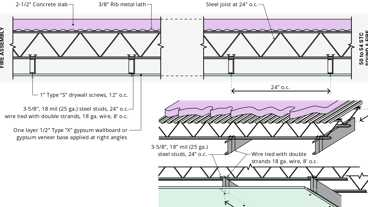 2-1/2" Concrete slab
3/8" Rib metal lath
Steel joist at 24" o.c.
FIRE ASSEMBLY
50 to 54 STC
1" Type "S" drywall screws, 12" o.c.
24" o.c.
3-5/8", 18 mil (25 ga.) steel studs, 24" o.c.
wire tied with double strands, 18 ga. wire, 8' o.c.
One layer 1/2" Type "X" gypsum wallboard or
gypsum veneer base applied at right angles
3-5/8", 18 mil (25 ga.)
steel studs, 24" o.c.
Wire tied with double
strands 18 ga. wire, 8' o.c.